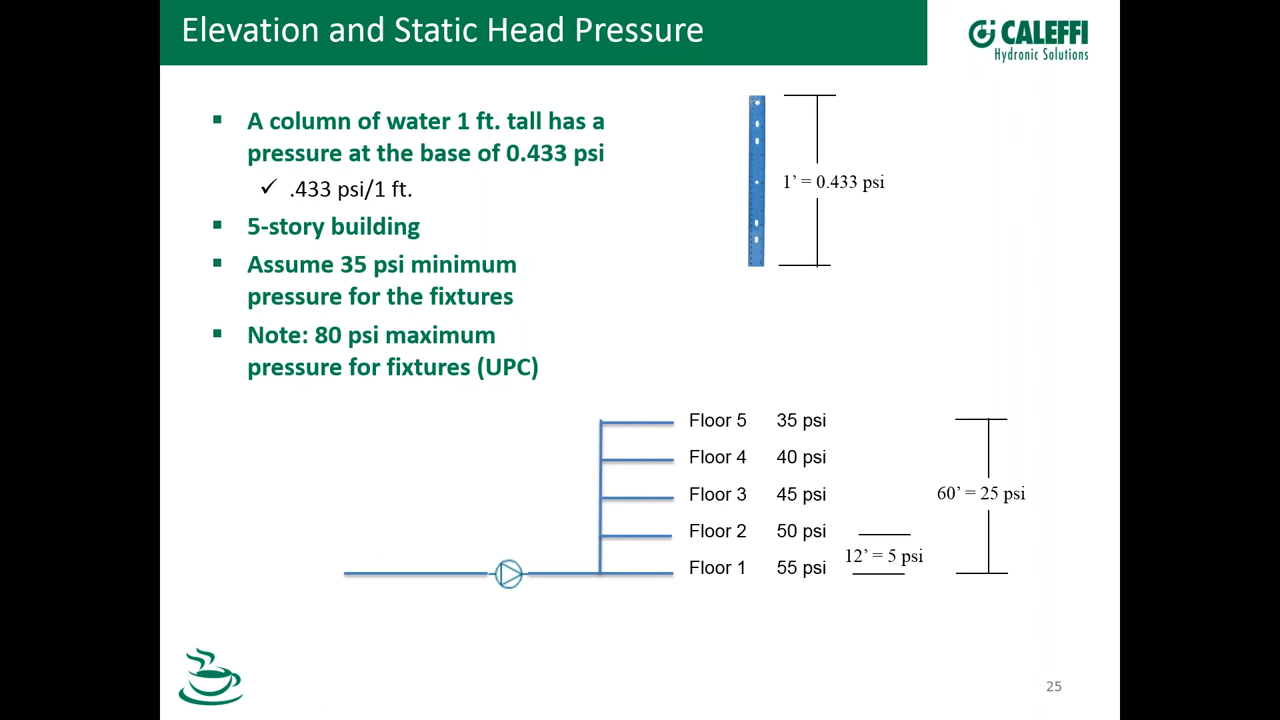 Elevation and Static Head Pressure
CALEFFI
Hydronic Solutions
A column of water 1 ft. tall has a
pressure at the base of 0.433 psi
.433 psi/1 ft.
5-story building
Assume 35 psi minimum
pressure for the fixtures
Note: 80 psi maximum
pressure for fixtures (UPC)
1’ = 0.433 psi
Floor 5 35 psi
Floor 4 40 psi
Floor 3 45 psi
Floor 2 50 psi
Floor 1 55 psi
12’ = 5 psi
60’ = 25 psi
25